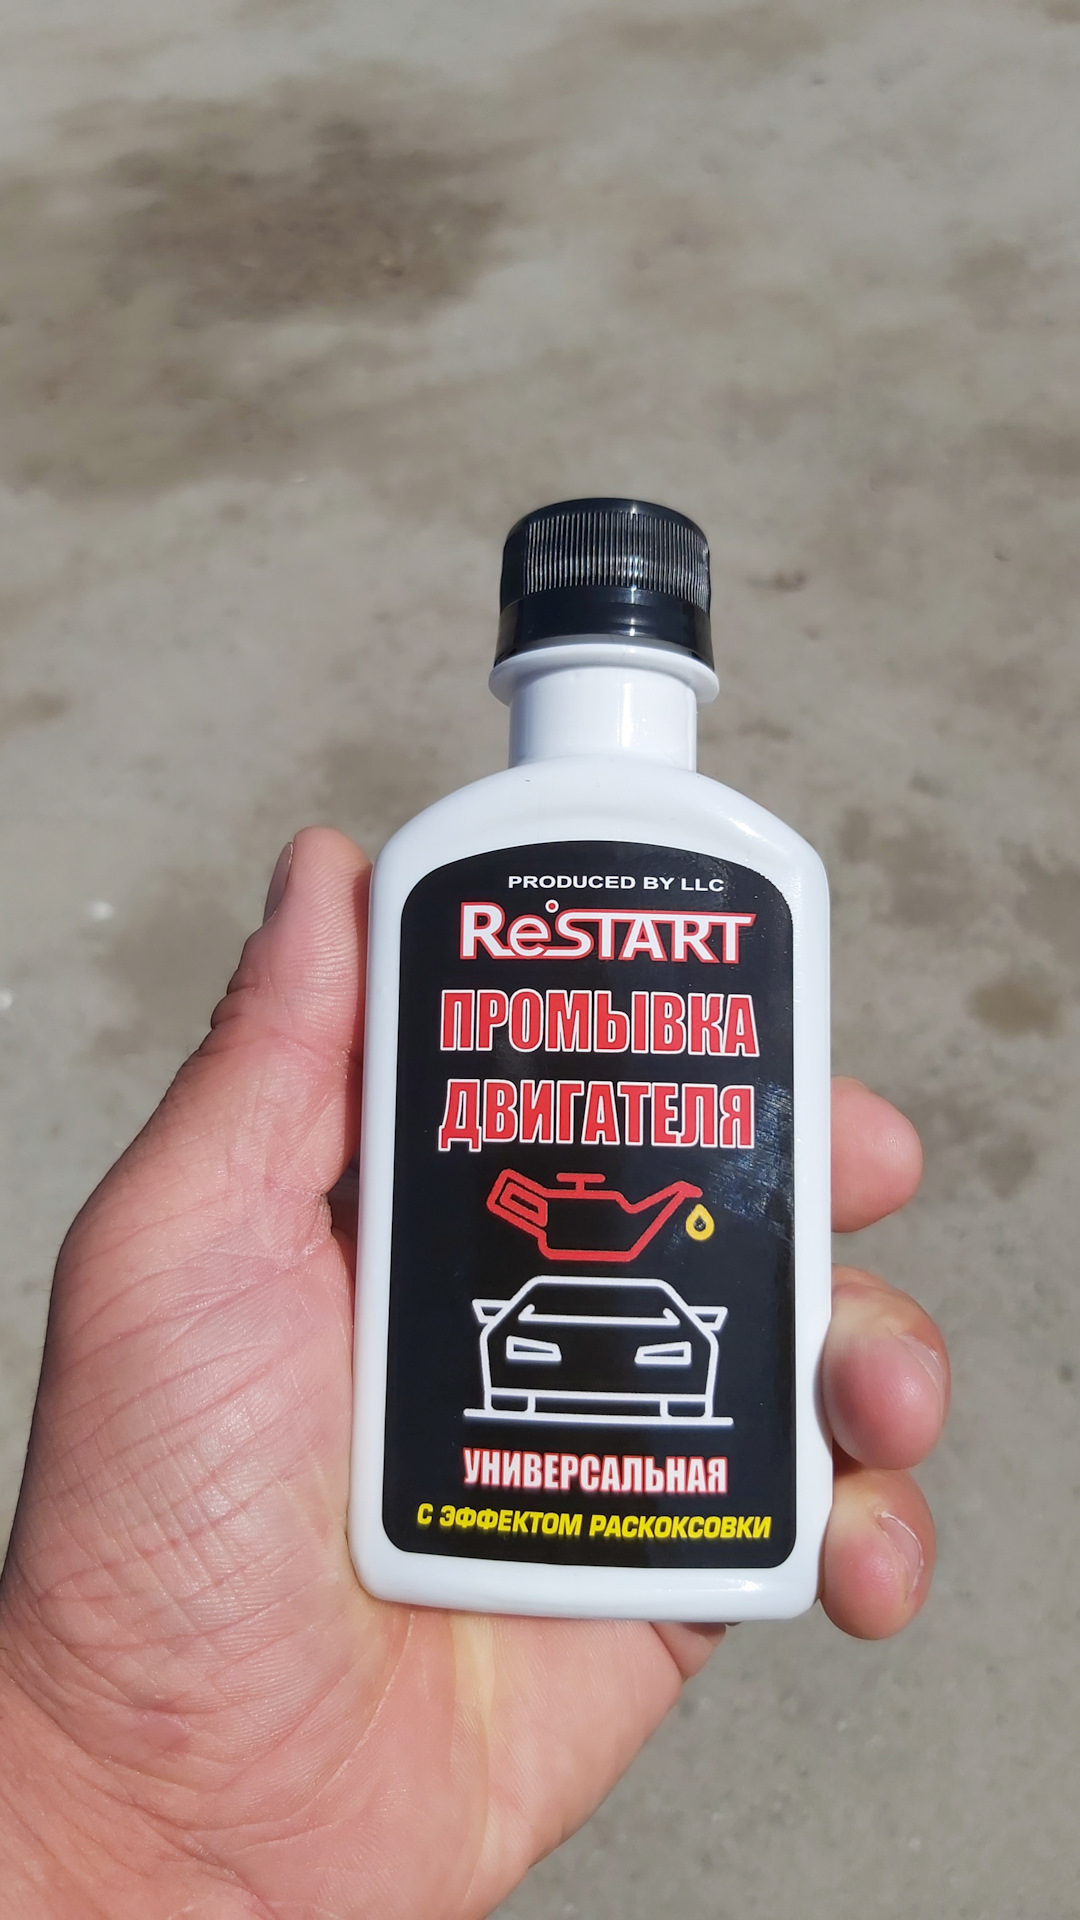 PRODUCED BY LLC
ReSTART
ПРОМЫВКА
ДВИГАТЕЛЯ
УНИВЕРСАЛЬНАЯ
С ЭФФЕКТОМ РАСКОКСОВКИ